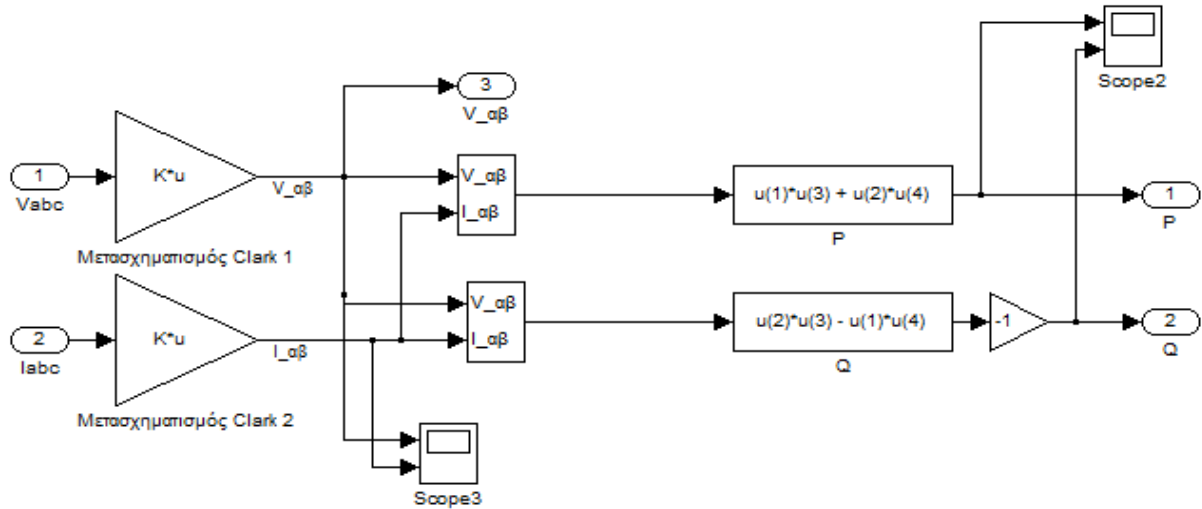 Scope2
3
V_αβ
1
Vabc
K*u
V_αβ
Μετασχηματισμός Clark 1
V_αβ
I_αβ
u(1)*u(3) + u(2)*u(4)
P
1
P
2
Iabc
K*u
I_αβ
Μετασχηματισμός Clark 2
V_αβ
I_αβ
u(2)*u(3) - u(1)*u(4)
Q
-1
2
Q
Scope3